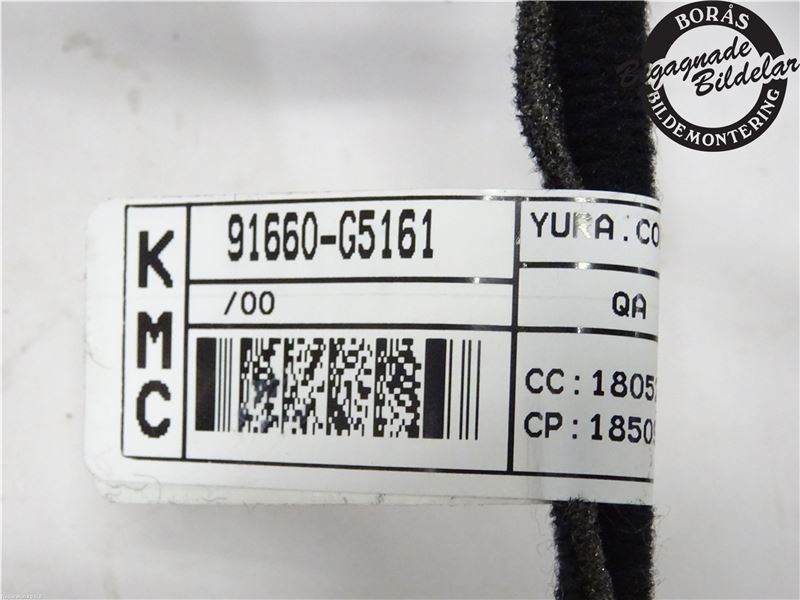 BORÅS
Begagnade
Bildelar
BILDEMONTERING
KMC
91660-G5161
/00
YURA.CO
QA
CC:1805
CP:1850